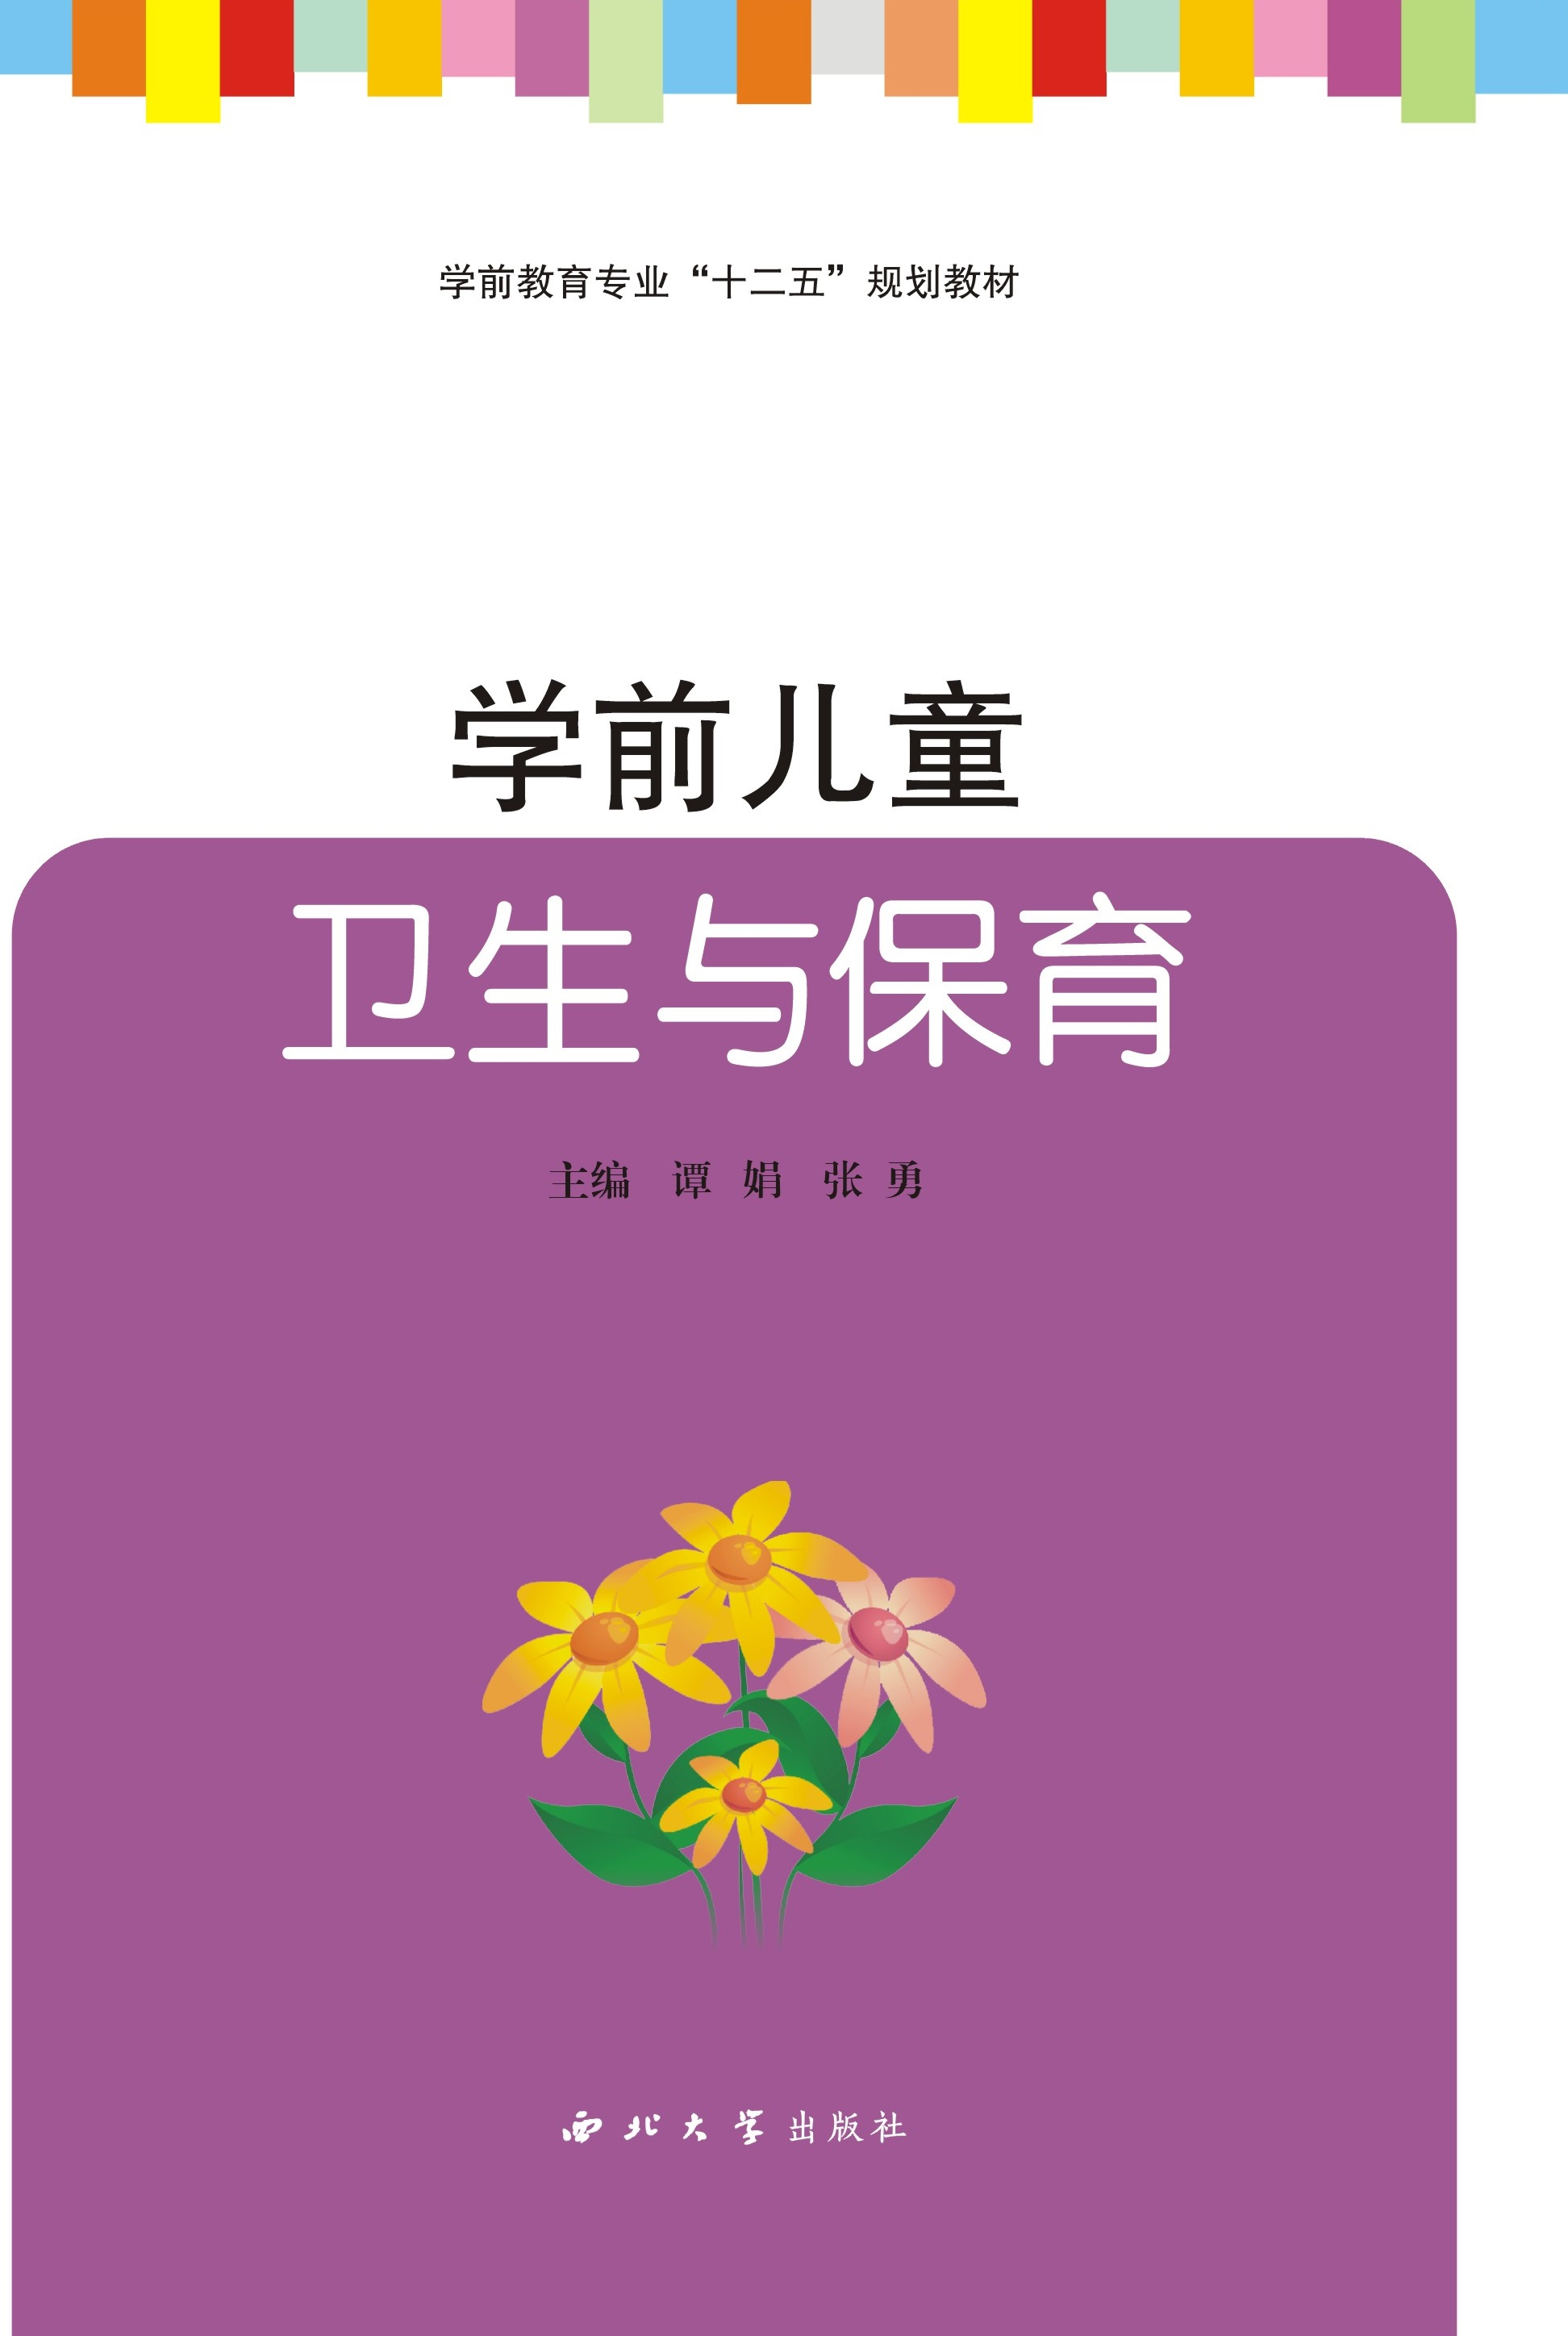 学前教育专业“十二五”规划教材
学前儿童
卫生与保育
主编 谭 娟 张 勇
西北大学出版社